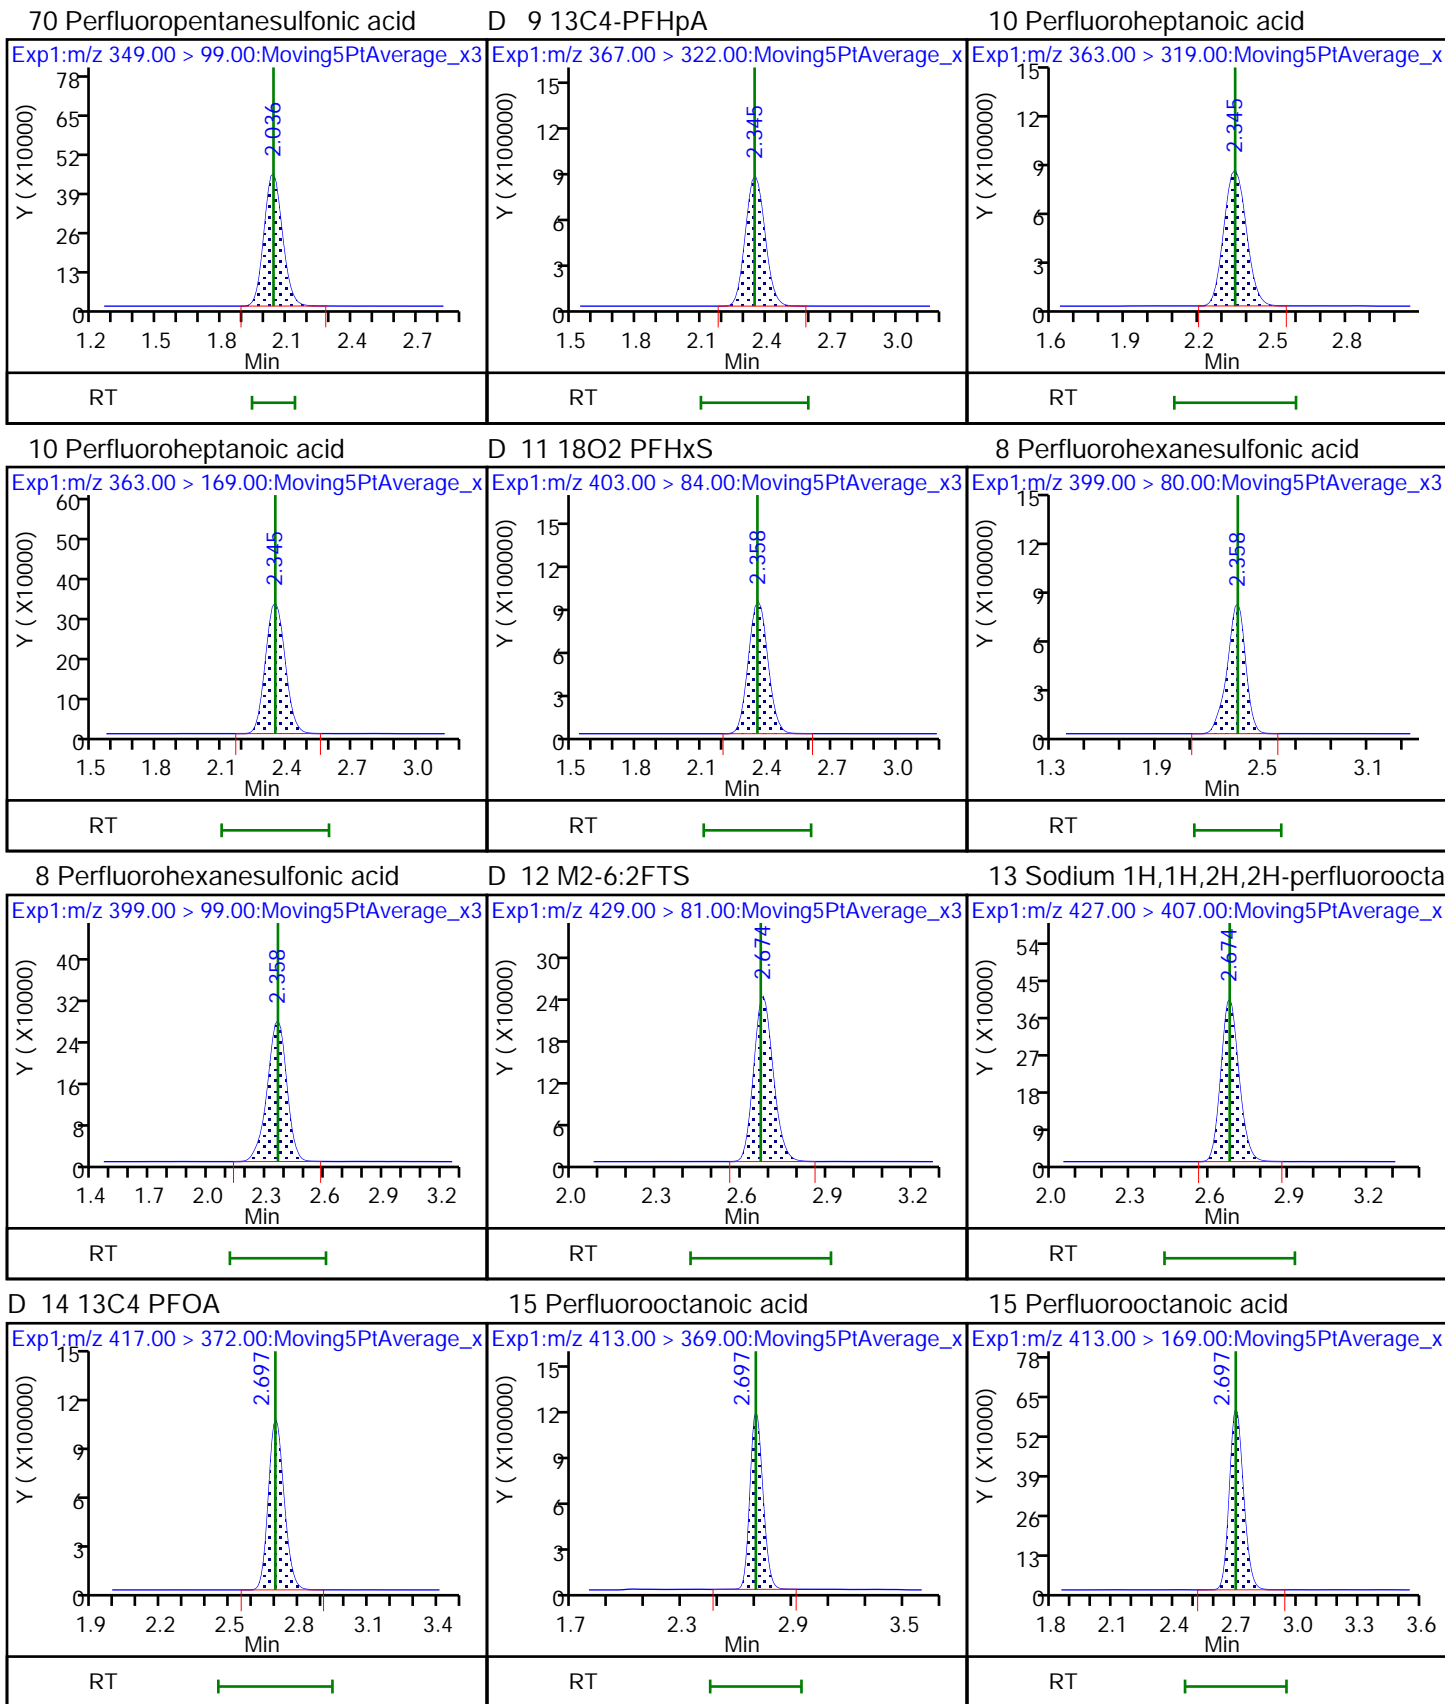 70 Perfluoropentanesulfonic acid
Exp1:m/z 349.00 > 99.00:Moving5PtAverage_x3
Y ( X10000)
78
65
52
39
26
13
0
2.036
1.2 1.5 1.8 2.1 2.4 2.7
Min
RT
D 9 13C4-PFHpA
Exp1:m/z 367.00 > 322.00:Moving5PtAverage_x
Y ( X100000)
15
12
9
6
3
0
2.345
1.5 1.8 2.1 2.4 2.7 3.0
Min
RT
10 Perfluoroheptanoic acid
Exp1:m/z 363.00 > 319.00:Moving5PtAverage_x
Y ( X100000)
15
12
9
6
3
0
2.345
1.6 1.9 2.2 2.5 2.8
Min
RT
10 Perfluoroheptanoic acid
Exp1:m/z 363.00 > 169.00:Moving5PtAverage_x
Y ( X10000)
60
50
40
30
20
10
0
2.345
1.5 1.8 2.1 2.4 2.7 3.0
Min
RT
D 11 18O2 PFHxS
Exp1:m/z 403.00 > 84.00:Moving5PtAverage_x3
Y ( X100000)
15
12
9
6
3
0
2.358
1.5 1.8 2.1 2.4 2.7 3.0
Min
RT
8 Perfluorohexanesulfonic acid
Exp1:m/z 399.00 > 80.00:Moving5PtAverage_x3
Y ( X100000)
15
12
9
6
3
0
2.358
1.3 1.9 2.5 3.1
Min
RT
8 Perfluorohexanesulfonic acid
Exp1:m/z 399.00 > 99.00:Moving5PtAverage_x3
Y ( X10000)
40
32
24
16
8
0
2.358
1.4 1.7 2.0 2.3 2.6 2.9 3.2
Min
RT
D 12 M2-6:2FTS
Exp1:m/z 429.00 > 81.00:Moving5PtAverage_x3
Y ( X10000)
30
24
18
12
6
0
2.674
2.0 2.3 2.6 2.9 3.2
Min
RT
13 Sodium 1H,1H,2H,2H-perfluoroocta
Exp1:m/z 427.00 > 407.00:Moving5PtAverage_x
Y ( X10000)
54
45
36
27
18
9
0
2.674
2.0 2.3 2.6 2.9 3.2
Min
RT
D 14 13C4 PFOA
Exp1:m/z 417.00 > 372.00:Moving5PtAverage_x
Y ( X100000)
15
12
9
6
3
0
2.697
1.9 2.2 2.5 2.8 3.1 3.4
Min
RT
15 Perfluorooctanoic acid
Exp1:m/z 413.00 > 369.00:Moving5PtAverage_x
Y ( X100000)
15
12
9
6
3
0
2.697
1.7 2.3 2.9 3.5
Min
RT
15 Perfluorooctanoic acid
Exp1:m/z 413.00 > 169.00:Moving5PtAverage_x
Y ( X10000)
78
65
52
39
26
13
0
2.697
1.8 2.1 2.4 2.7 3.0 3.3 3.6
Min
RT